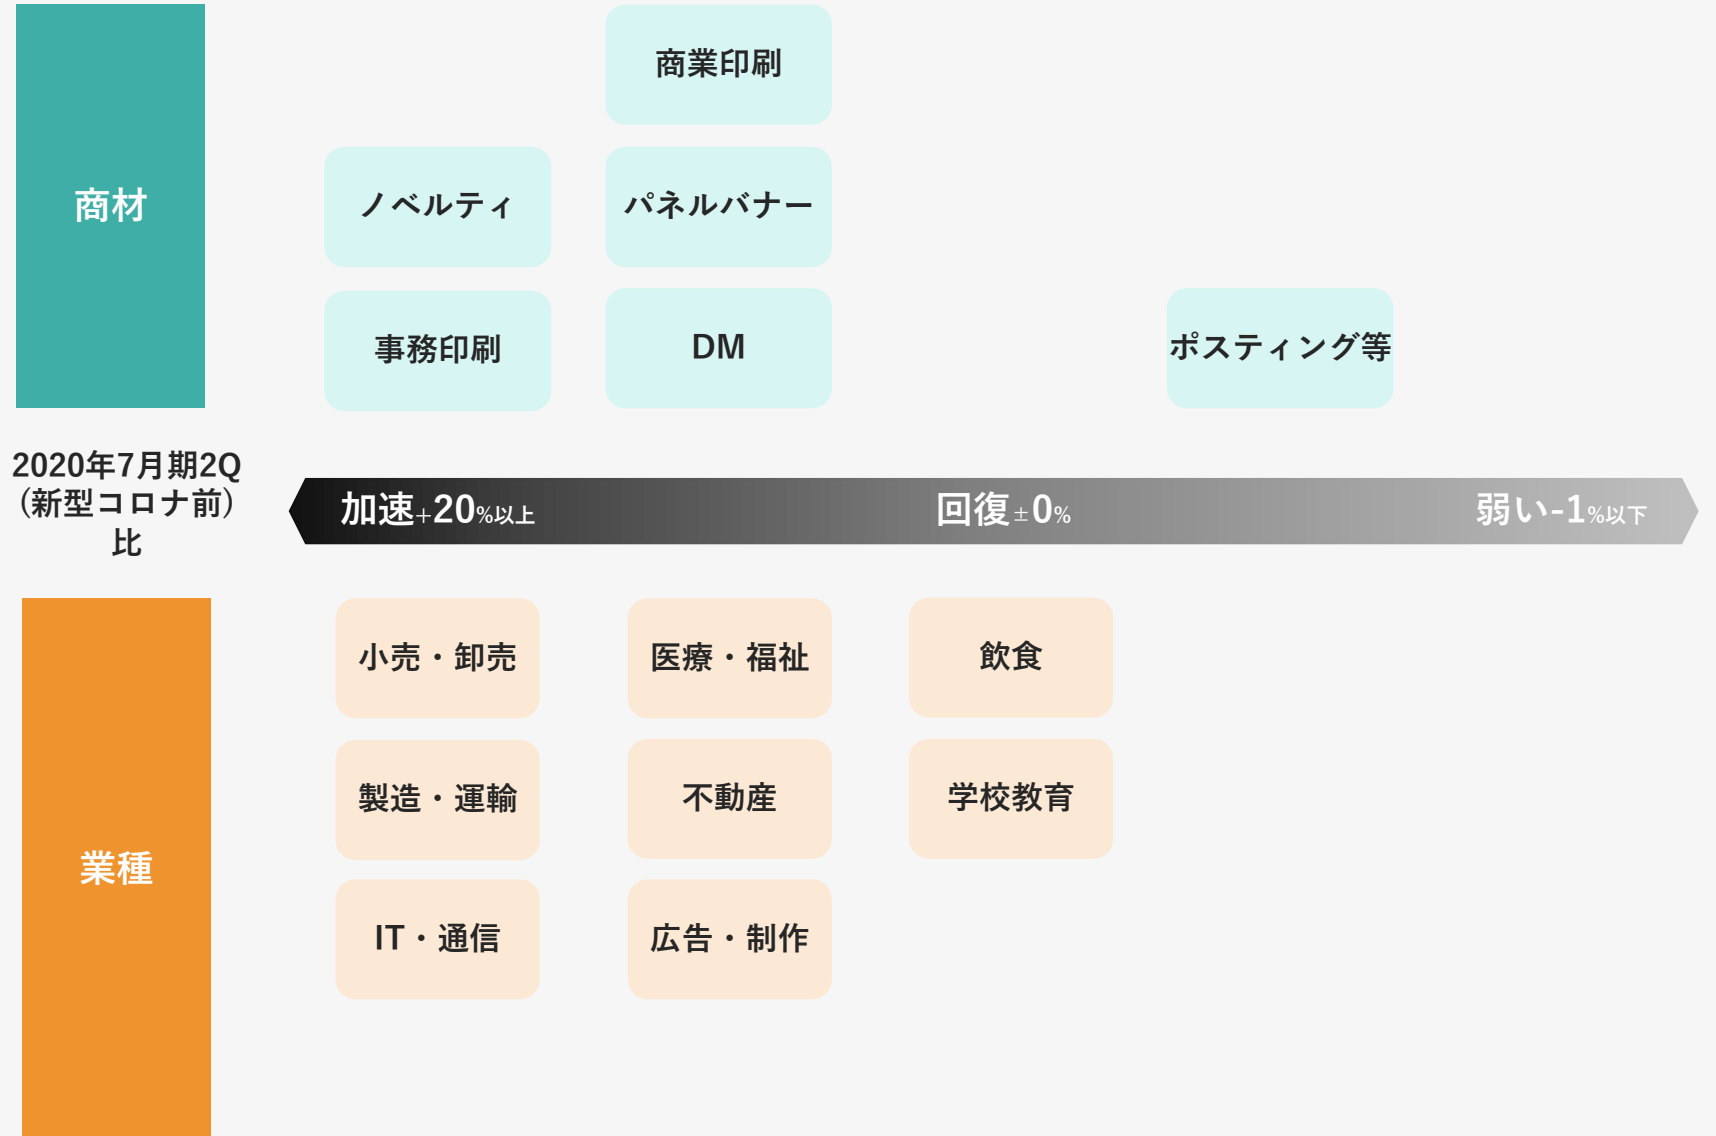 商材
商業印刷
ノベルティ
パネルバナー
事務印刷
DM
ポスティング等
2020年7月期2Q
（新型コロナ前）
比
加速+20%以上
回復±0%
弱い-1%以下
業種
小売・卸売
医療・福祉
飲食
製造・運輸
不動産
学校教育
IT・通信
広告・制作